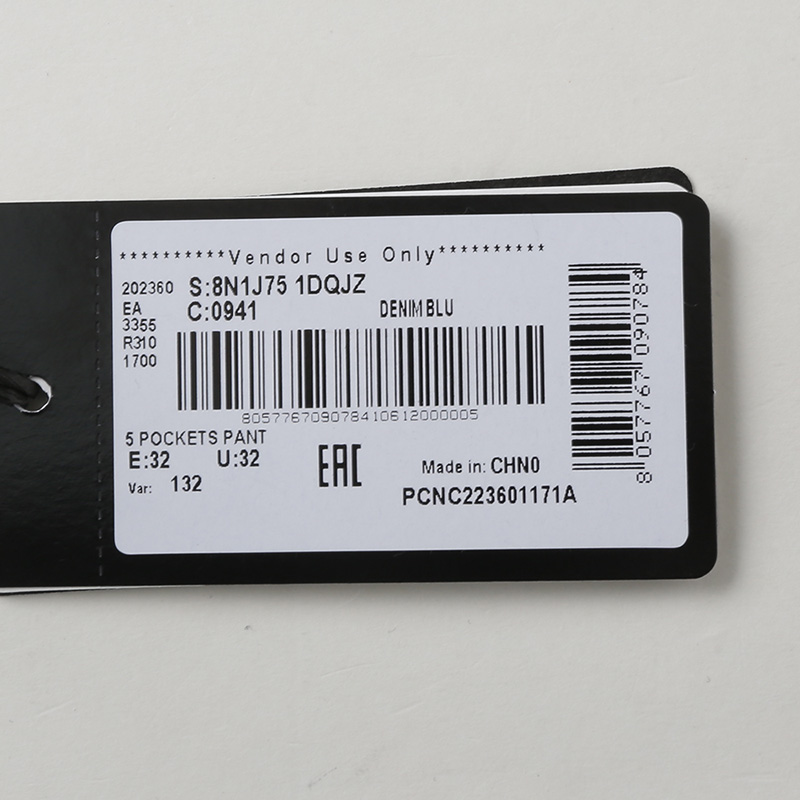 **********Vendor Use Only**********
202360 S:8N1J75 1DQJZ
EA C:0941 DENIM BLU
3355
R310
1700
805776709078410612000005
5 POCKETS PANT
E:32 U:32
Var: 132
EAC
Made in: CHN0
PCNC223601171A
8 057767 090784